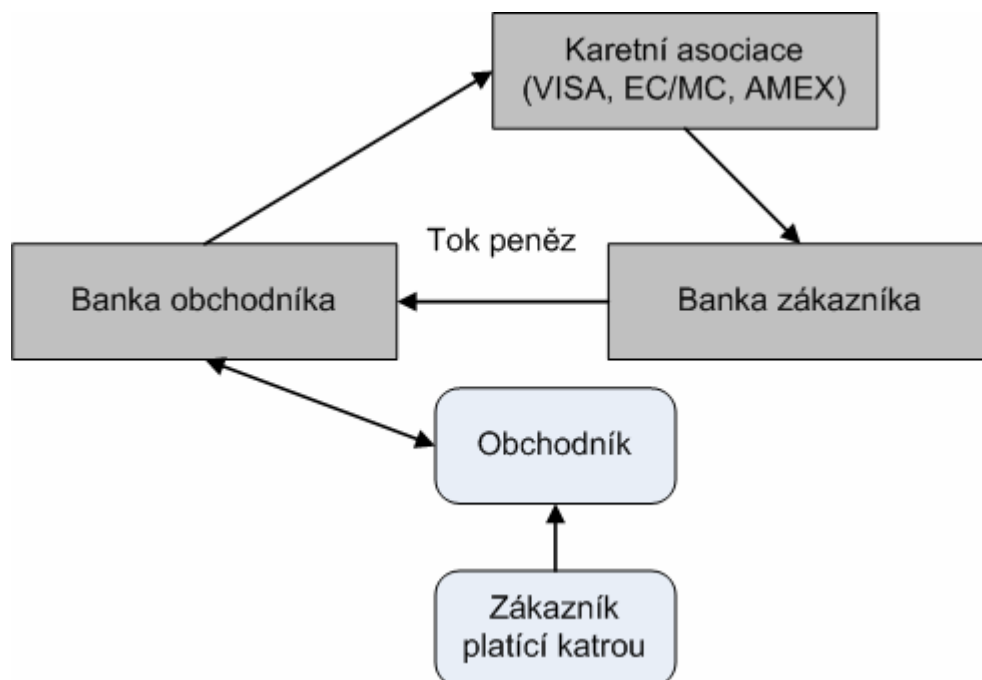 Karetní asociace
(VISA, EC/MC, AMEX)
Tok peněz
Banka obchodníka
Banka zákazníka
Obchodník
Zákazník
platící katrou